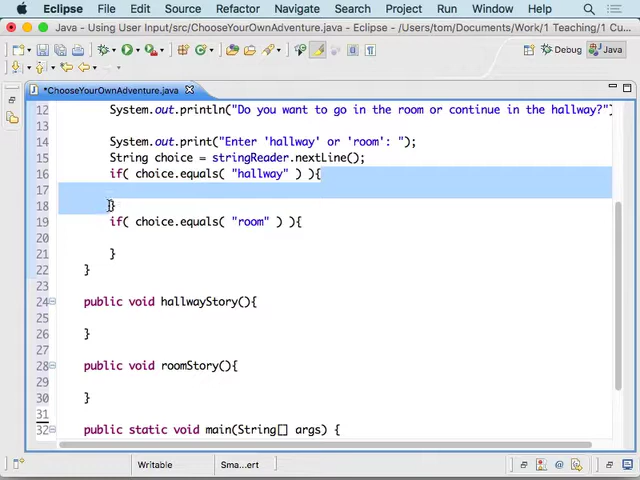 Eclipse File Edit Source Refactor Navigate Search Project Run Window Help
Java - Using User Input/src/ChooseYourOwnAdventure.java - Eclipse - /Users/tom/Documents/Work/1 Teaching/1 Cu...
Debug Java
*ChooseYourOwnAdventure.java
12 System.out.println("Do you want to go in the room or continue in the hallway?")
13
14 System.out.print("Enter 'hallway' or 'room': ");
15 String choice = stringReader.nextLine();
16 if( choice.equals( "hallway" ) ){
17
18 }
19 if( choice.equals( "room" ) ){
20
21 }
22 }
23
24 public void hallwayStory(){
25
26 }
27
28 public void roomStory(){
29
30 }
31
32 public static void main(String[] args) {
Writable Sma...ert